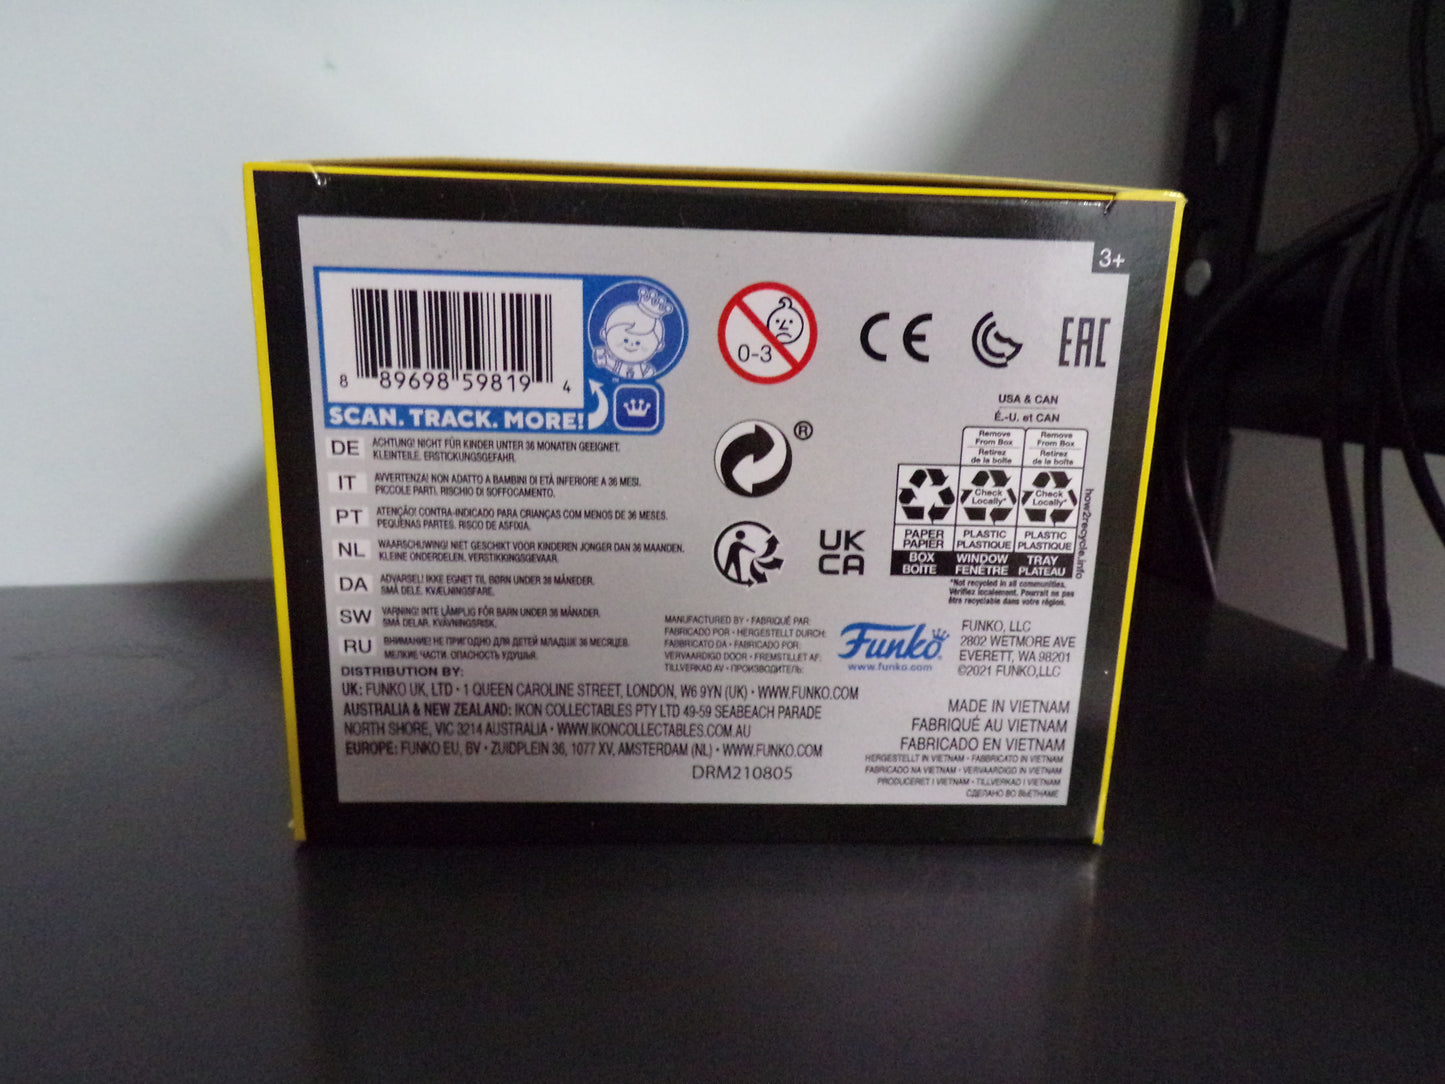 3+
8 89698 59819 4
SCAN. TRACK. MORE!
™
0-3
CE
EAC
®
UK
CA
USA & CAN
É.-U. et CAN
Remove
From Box
Retirez
de la boîte
Remove
From Box
Retirez
de la boîte
Check
Locally*
Check
Locally*
PAPER
PAPIER
PLASTIC
PLASTIQUE
PLASTIC
PLASTIQUE
BOX
BOÎTE
WINDOW
FENÊTRE
TRAY
PLATEAU
how2recycle.info
*Not recycled in all communities.
Vérifiez localement. Pourrait ne pas
être recyclable dans votre région.
DE ACHTUNG! NICHT FÜR KINDER UNTER 36 MONATEN GEEIGNET.
KLEINTEILE. ERSTICKUNGSGEFAHR.
IT AVVERTENZA! NON ADATTO A BAMBINI DI ETÀ INFERIORE A 36 MESI.
PICCOLE PARTI. RISCHIO DI SOFFOCAMENTO.
PT ATENÇÃO! CONTRA-INDICADO PARA CRIANÇAS COM MENOS DE 36 MESES.
PEQUENAS PARTES. RISCO DE ASFIXIA.
NL WAARSCHUWING! NIET GESCHIKT VOOR KINDEREN JONGER DAN 36 MAANDEN.
KLEINE ONDERDELEN. VERSTIKKINGSGEVAAR.
DA ADVARSEL! IKKE EGNET TIL BØRN UNDER 36 MÅNEDER.
SMÅ DELE. KVÆLNINGSFARE.
SW VARNING! INTE LÄMPLIG FÖR BARN UNDER 36 MÅNADER.
SMÅ DELAR. KVÄVNINGSRISK.
RU ВНИМАНИЕ! НЕ ПРИГОДНО ДЛЯ ДЕТЕЙ МЛАДШЕ 36 МЕСЯЦЕВ.
МЕЛКИЕ ЧАСТИ. ОПАСНОСТЬ УДУШЬЯ.
MANUFACTURED BY • FABRIQUÉ PAR
FABRICADO POR • HERGESTELLT DURCH:
FABBRICATO DA • FABRICADO POR:
VERVAARDIGD DOOR • FREMSTILLET AF:
TILLVERKAD AV • ПРОИЗВОДИТЕЛЬ:
Funko
www.funko.com
FUNKO, LLC
2802 WETMORE AVE
EVERETT, WA 98201
©2021 FUNKO,LLC
DISTRIBUTION BY:
UK: FUNKO UK, LTD • 1 QUEEN CAROLINE STREET, LONDON, W6 9YN (UK) • WWW.FUNKO.COM
AUSTRALIA & NEW ZEALAND: IKON COLLECTABLES PTY LTD 49-59 SEABEACH PARADE
NORTH SHORE, VIC 3214 AUSTRALIA • WWW.IKONCOLLECTABLES.COM.AU
EUROPE: FUNKO EU, BV • ZUIDPLEIN 36, 1077 XV, AMSTERDAM (NL) • WWW.FUNKO.COM
DRM210805
MADE IN VIETNAM
FABRIQUÉ AU VIETNAM
FABRICADO EN VIETNAM
HERGESTELLT IN VIETNAM • FABBRICATO IN VIETNAM
FABRICADO NA VIETNAM • VERVAARDIGD IN VIETNAM
PRODUCERET I VIETNAM • TILLVERKAD I VIETNAM
СДЕЛАНО ВО ВЬЕТНАМЕ